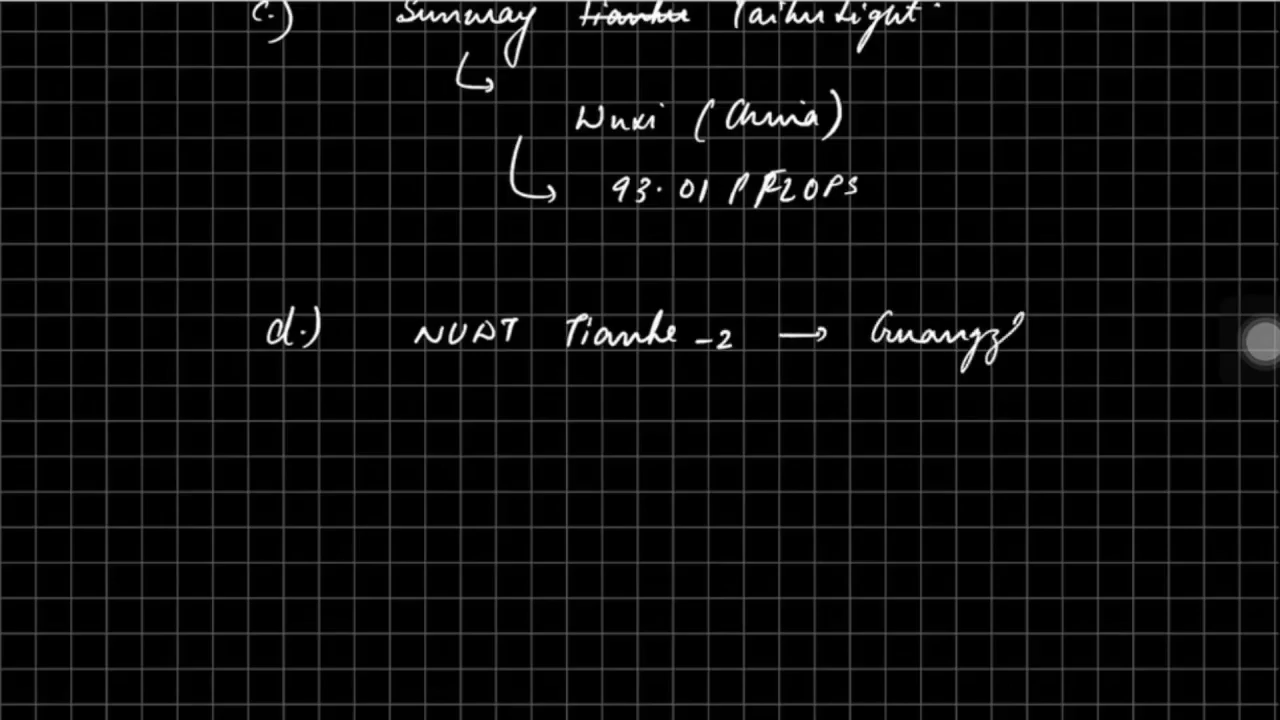 c.) Sunway tianhe TaihuLight.
Wuxi (China)
93.01 PFLOPS
d.) NUDT Tianhe-2 → Guangz